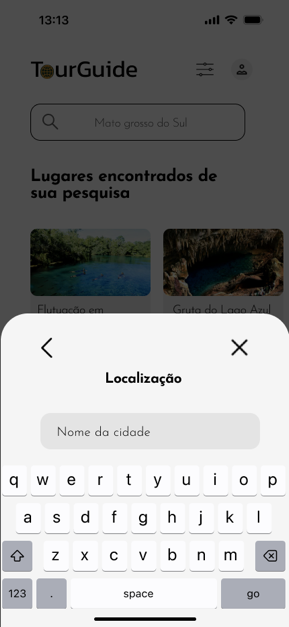 13:13
TourGuide
Mato grosso do Sul
Lugares encontrados de
sua pesquisa
Flutuação em
Gruta do Lago Azul
Localização
Nome da cidade
q w e r t y u i o p
a s d f g h j k l
z x c v b n m
123 . space go